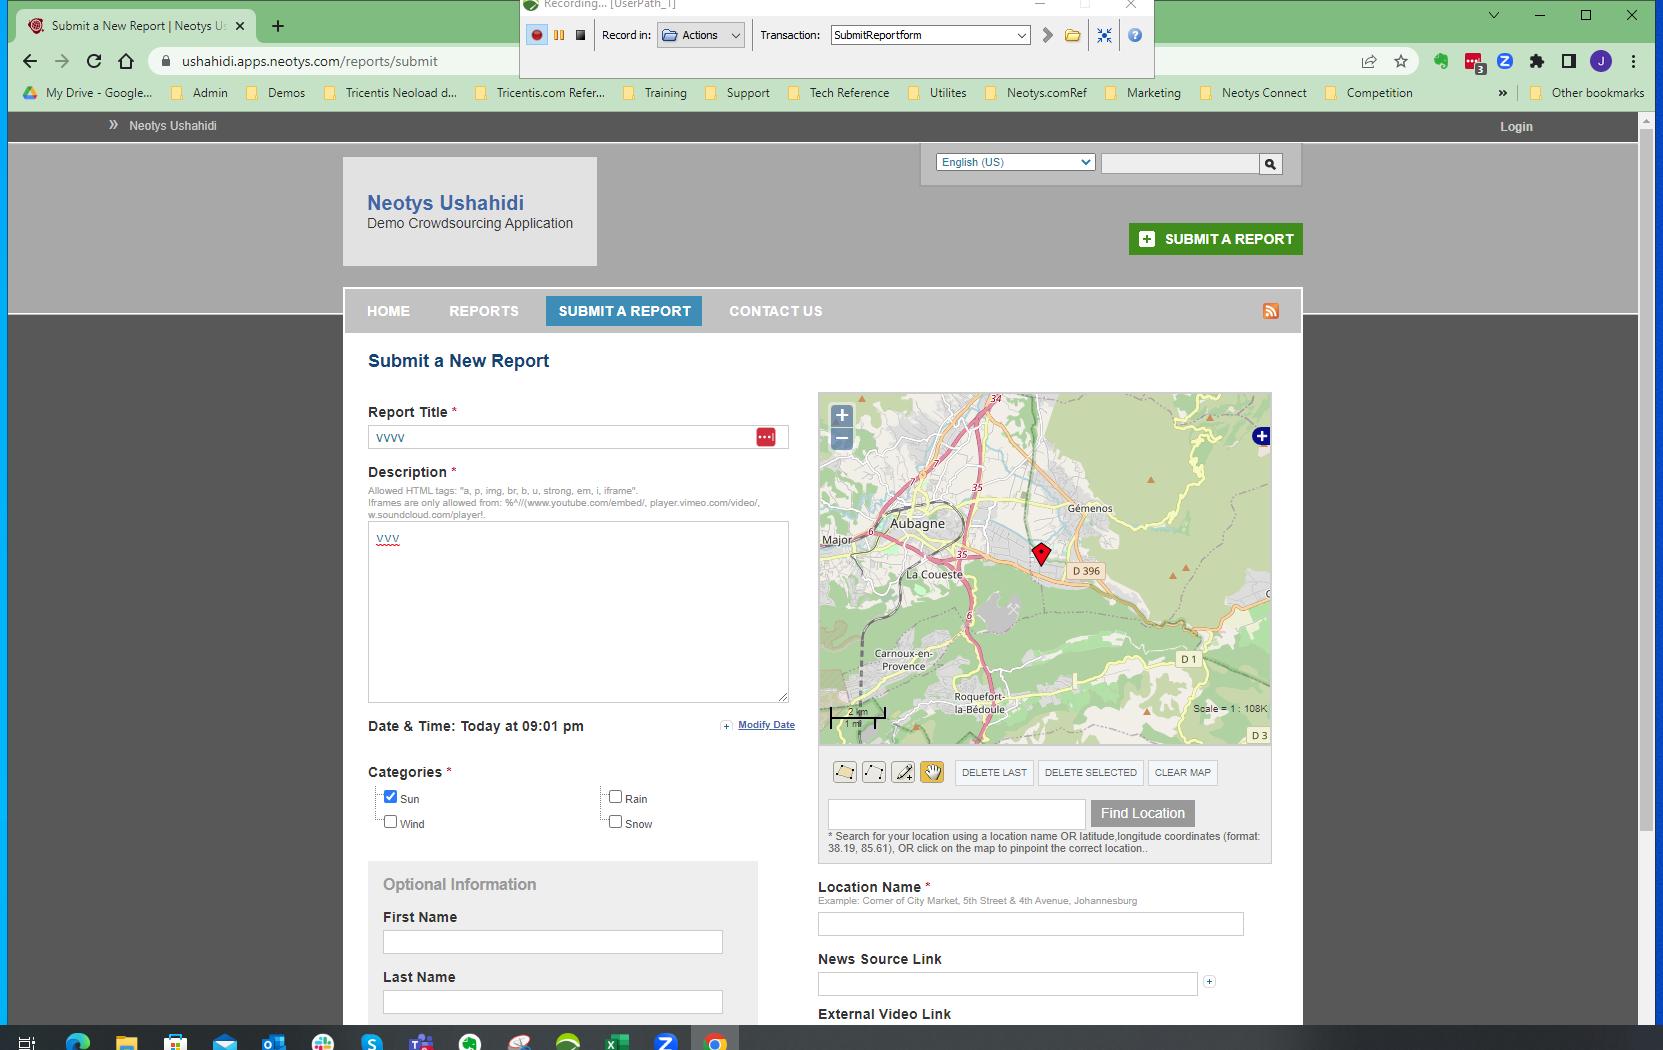 Recording... [UserPath_1]
Submit a New Report | Neotys Us
Record in: Actions Transaction: SubmitReportform
ushahidi.apps.neotys.com/reports/submit
3
J
My Drive - Google... Admin Demos Tricentis Neoload d... Tricentis.com Refer... Training Support Tech Reference Utilites Neotys.comRef Marketing Neotys Connect Competition » Other bookmarks
» Neotys Ushahidi Login
English (US)
Neotys Ushahidi
Demo Crowdsourcing Application
SUBMIT A REPORT
HOME REPORTS SUBMIT A REPORT CONTACT US
Submit a New Report
Report Title *
vvvv
Description *
Allowed HTML tags: "a, p, img, br, b, u, strong, em, i, iframe".
Iframes are only allowed from: %^//(www.youtube.com/embed/, player.vimeo.com/video/,
w.soundcloud.com/player!.
vvv
Date & Time: Today at 09:01 pm
Modify Date
Categories *
Sun Rain
Wind Snow
Optional Information
First Name
Last Name
34
35
Gémenos
Aubagne
Major
6
35
La Coueste
D 396
6
Carnoux-en-
Provence
D 1
Roquefort-
la-Bédoule
2 km
1 mi
Scale = 1 : 108K
D 3
DELETE LAST DELETE SELECTED CLEAR MAP
Find Location
* Search for your location using a location name OR latitude,longitude coordinates (format:
38.19, 85.61), OR click on the map to pinpoint the correct location..
Location Name *
Example: Corner of City Market, 5th Street & 4th Avenue, Johannesburg
News Source Link
External Video Link